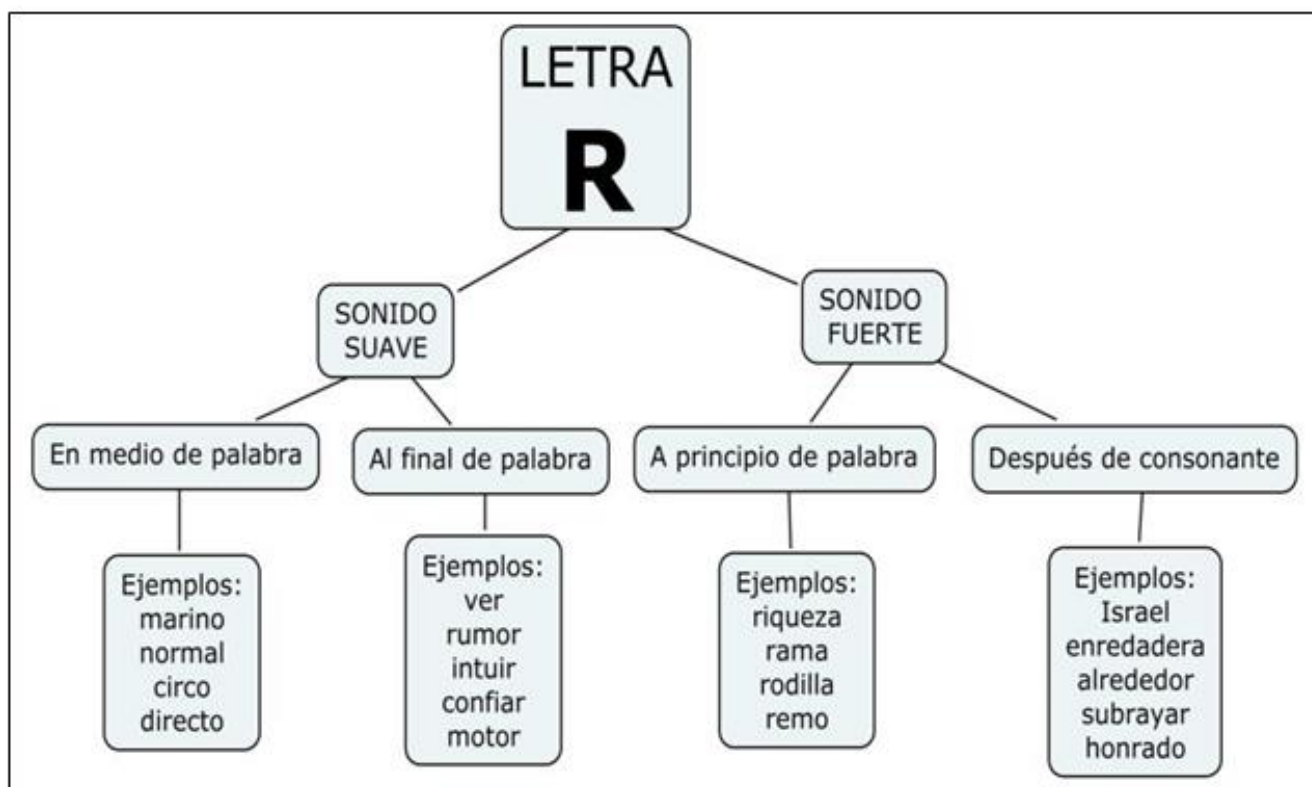 LETRA
R
SONIDO
SUAVE
SONIDO
FUERTE
En medio de palabra
Al final de palabra
A principio de palabra
Después de consonante
Ejemplos:
marino
normal
circo
directo
Ejemplos:
ver
rumor
intuir
confiar
motor
Ejemplos:
riqueza
rama
rodilla
remo
Ejemplos:
Israel
enredadera
alrededor
subrayar
honrado